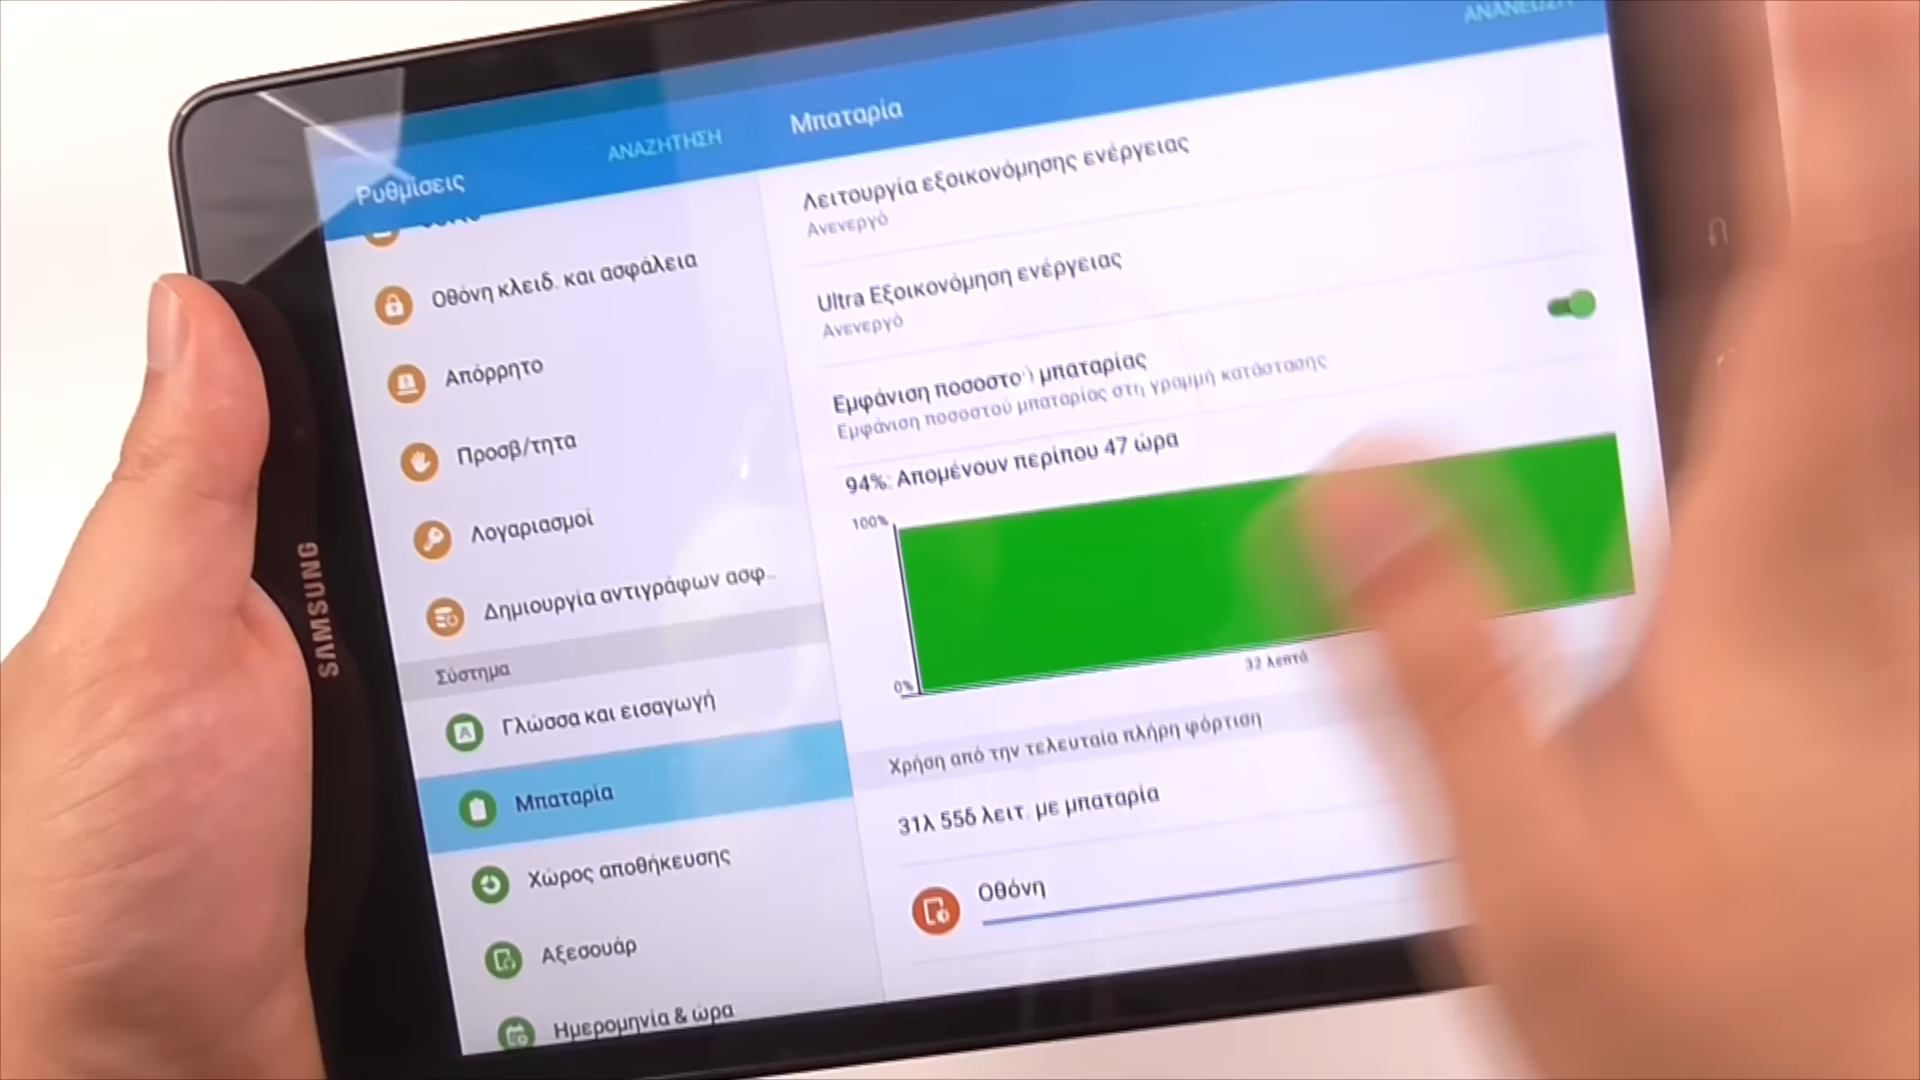 ΑΝΑΝΕΩΣΗ
Μπαταρία
ΑΝΑΖΗΤΗΣΗ
Ρυθμίσεις
Οθόνη κλειδ. και ασφάλεια
Απόρρητο
Προσβ/τητα
Λογαριασμοί
Δημιουργία αντιγράφων ασφ...
Σύστημα
Γλώσσα και εισαγωγή
Μπαταρία
Χώρος αποθήκευσης
Αξεσουάρ
Ημερομηνία & ώρα
Λειτουργία εξοικονόμησης ενέργειας
Ανενεργό
Ultra Εξοικονόμηση ενέργειας
Ανενεργό
Εμφάνιση ποσοστού μπαταρίας
Εμφάνιση ποσοστού μπαταρίας στη γραμμή κατάστασης
94%: Απομένουν περίπου 47 ώρα
100%
0%
32 λεπτά
Χρήση από την τελευταία πλήρη φόρτιση
31λ 55δ λειτ. με μπαταρία
Οθόνη
SAMSUNG